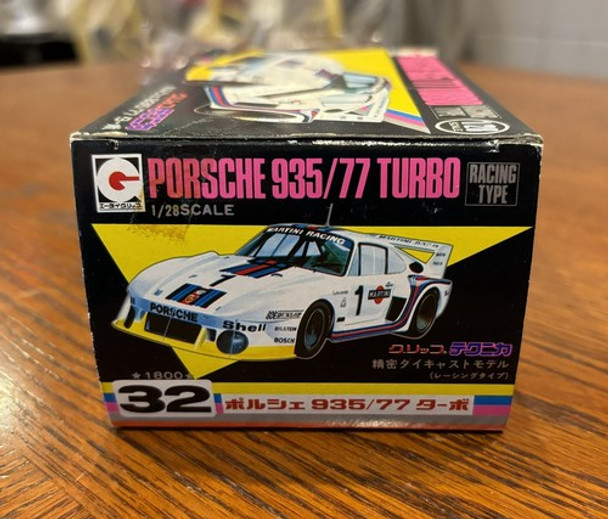 エーダイグリップ
PORSCHE 935/77 TURBO
RACING
TYPE
1/28SCALE
MARTINI RACING
1
MARTINI
PORSCHE
Shell
DUNLOP
BILSTEIN
BOSCH
グリップ テクニカ
精密ダイキャストモデル
(レーシングタイプ)
★1800★
32
ポルシェ 935/77 ターボ